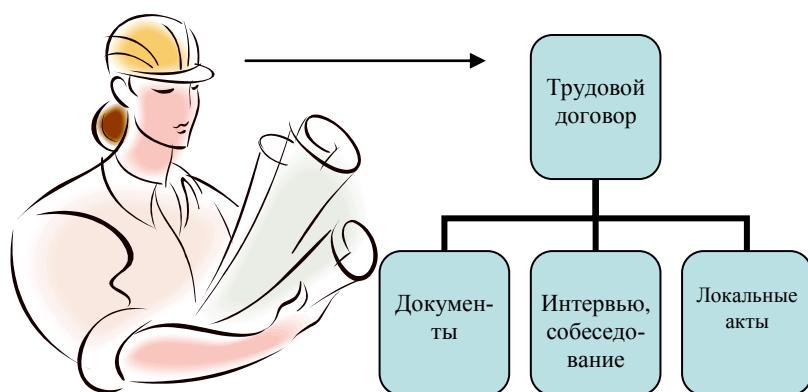 Трудовой
договор
Докумен-
ты
Интервью,
собеседо-
вание
Локальные
акты